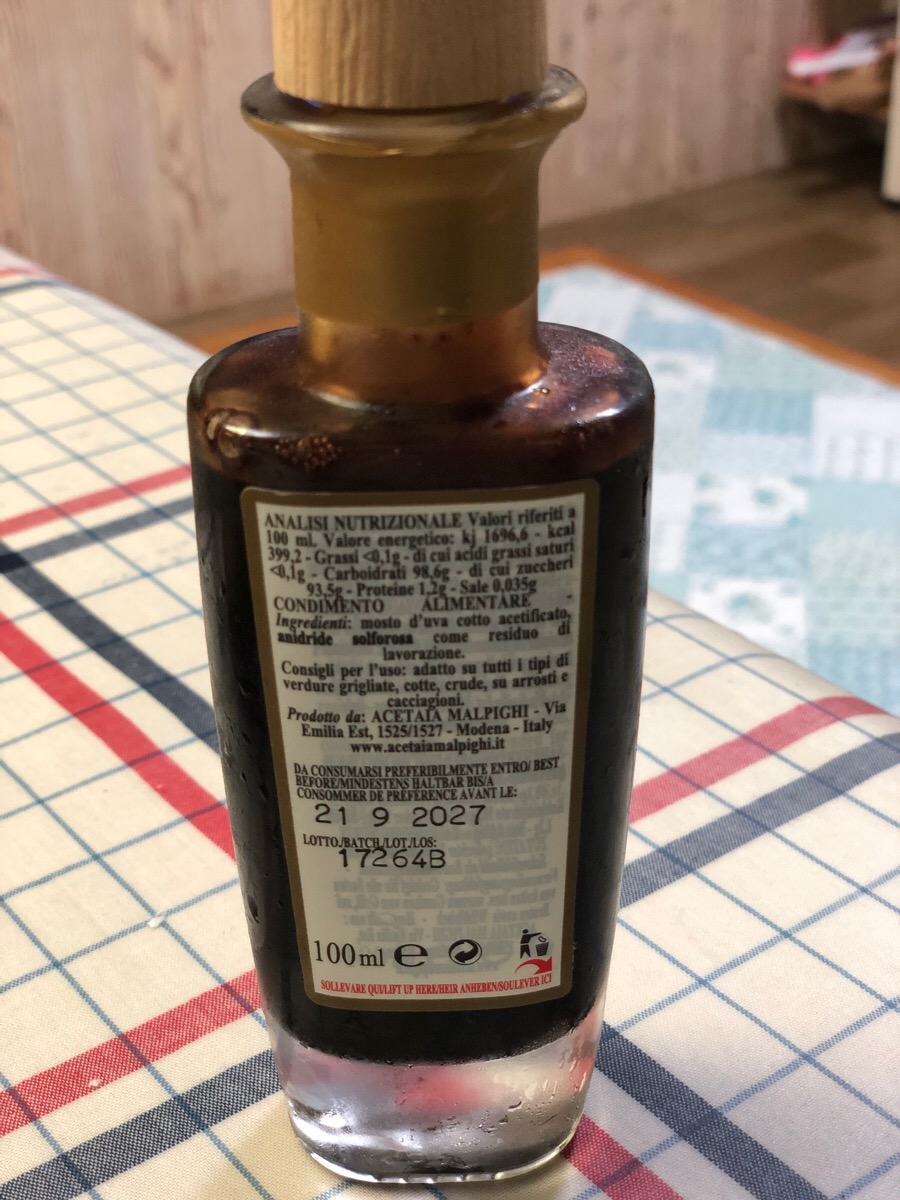 ANALISI NUTRIZIONALE Valori riferiti a
100 ml. Valore energetico: kj 1696,6 - kcal
399,2 - Grassi <0,1g - di cui acidi grassi saturi
<0,1g - Carboidrati 98,6g - di cui zuccheri
93,5g - Proteine 1,2g - Sale 0,035g
CONDIMENTO ALIMENTARE -
Ingredienti: mosto d'uva cotto acetificato,
anidride solforosa come residuo di
lavorazione.
Consigli per l'uso: adatto su tutti i tipi di
verdure grigliate, cotte, crude, su arrosti e
cacciagioni.
Prodotto da: ACETAIA MALPIGHI - Via
Emilia Est, 1525/1527 - Modena - Italy
www.acetaiamalpighi.it
DA CONSUMARSI PREFERIBILMENTE ENTRO/ BEST
BEFORE/MINDESTENS HALTBAR BIS/A
CONSOMMER DE PRÉFÉRENCE AVANT LE:
21 9 2027
LOTTO./BATCH/LOT./LOS:
17264B
100 ml e
SOLLEVARE QUI/LIFT UP HERE/HEIR ANHEBEN/SOULEVER ICI